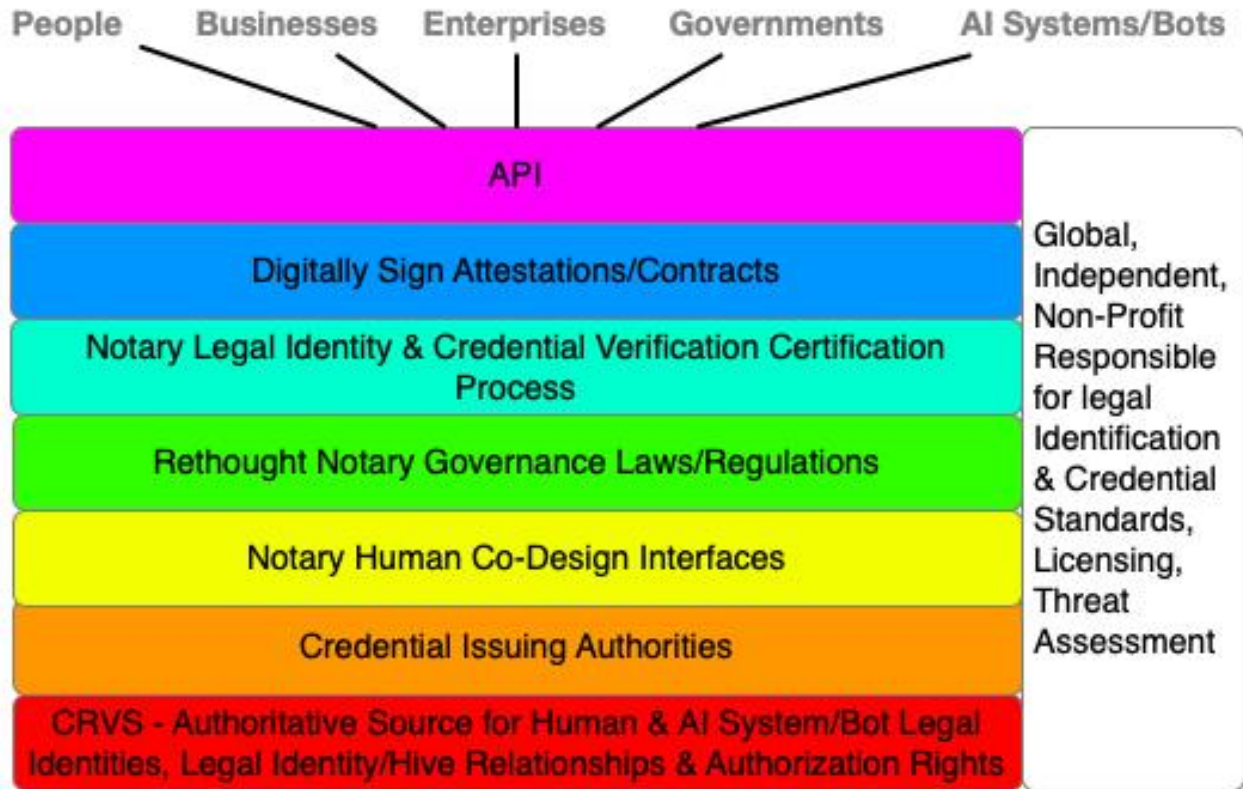 People Businesses Enterprises Governments AI Systems/Bots
API
Digitally Sign Attestations/Contracts
Notary Legal Identity & Credential Verification Certification
Process
Rethought Notary Governance Laws/Regulations
Notary Human Co-Design Interfaces
Credential Issuing Authorities
CRVS - Authoritative Source for Human & AI System/Bot Legal
Identities, Legal Identity/Hive Relationships & Authorization Rights
Global,
Independent,
Non-Profit
Responsible
for legal
Identification
& Credential
Standards,
Licensing,
Threat
Assessment